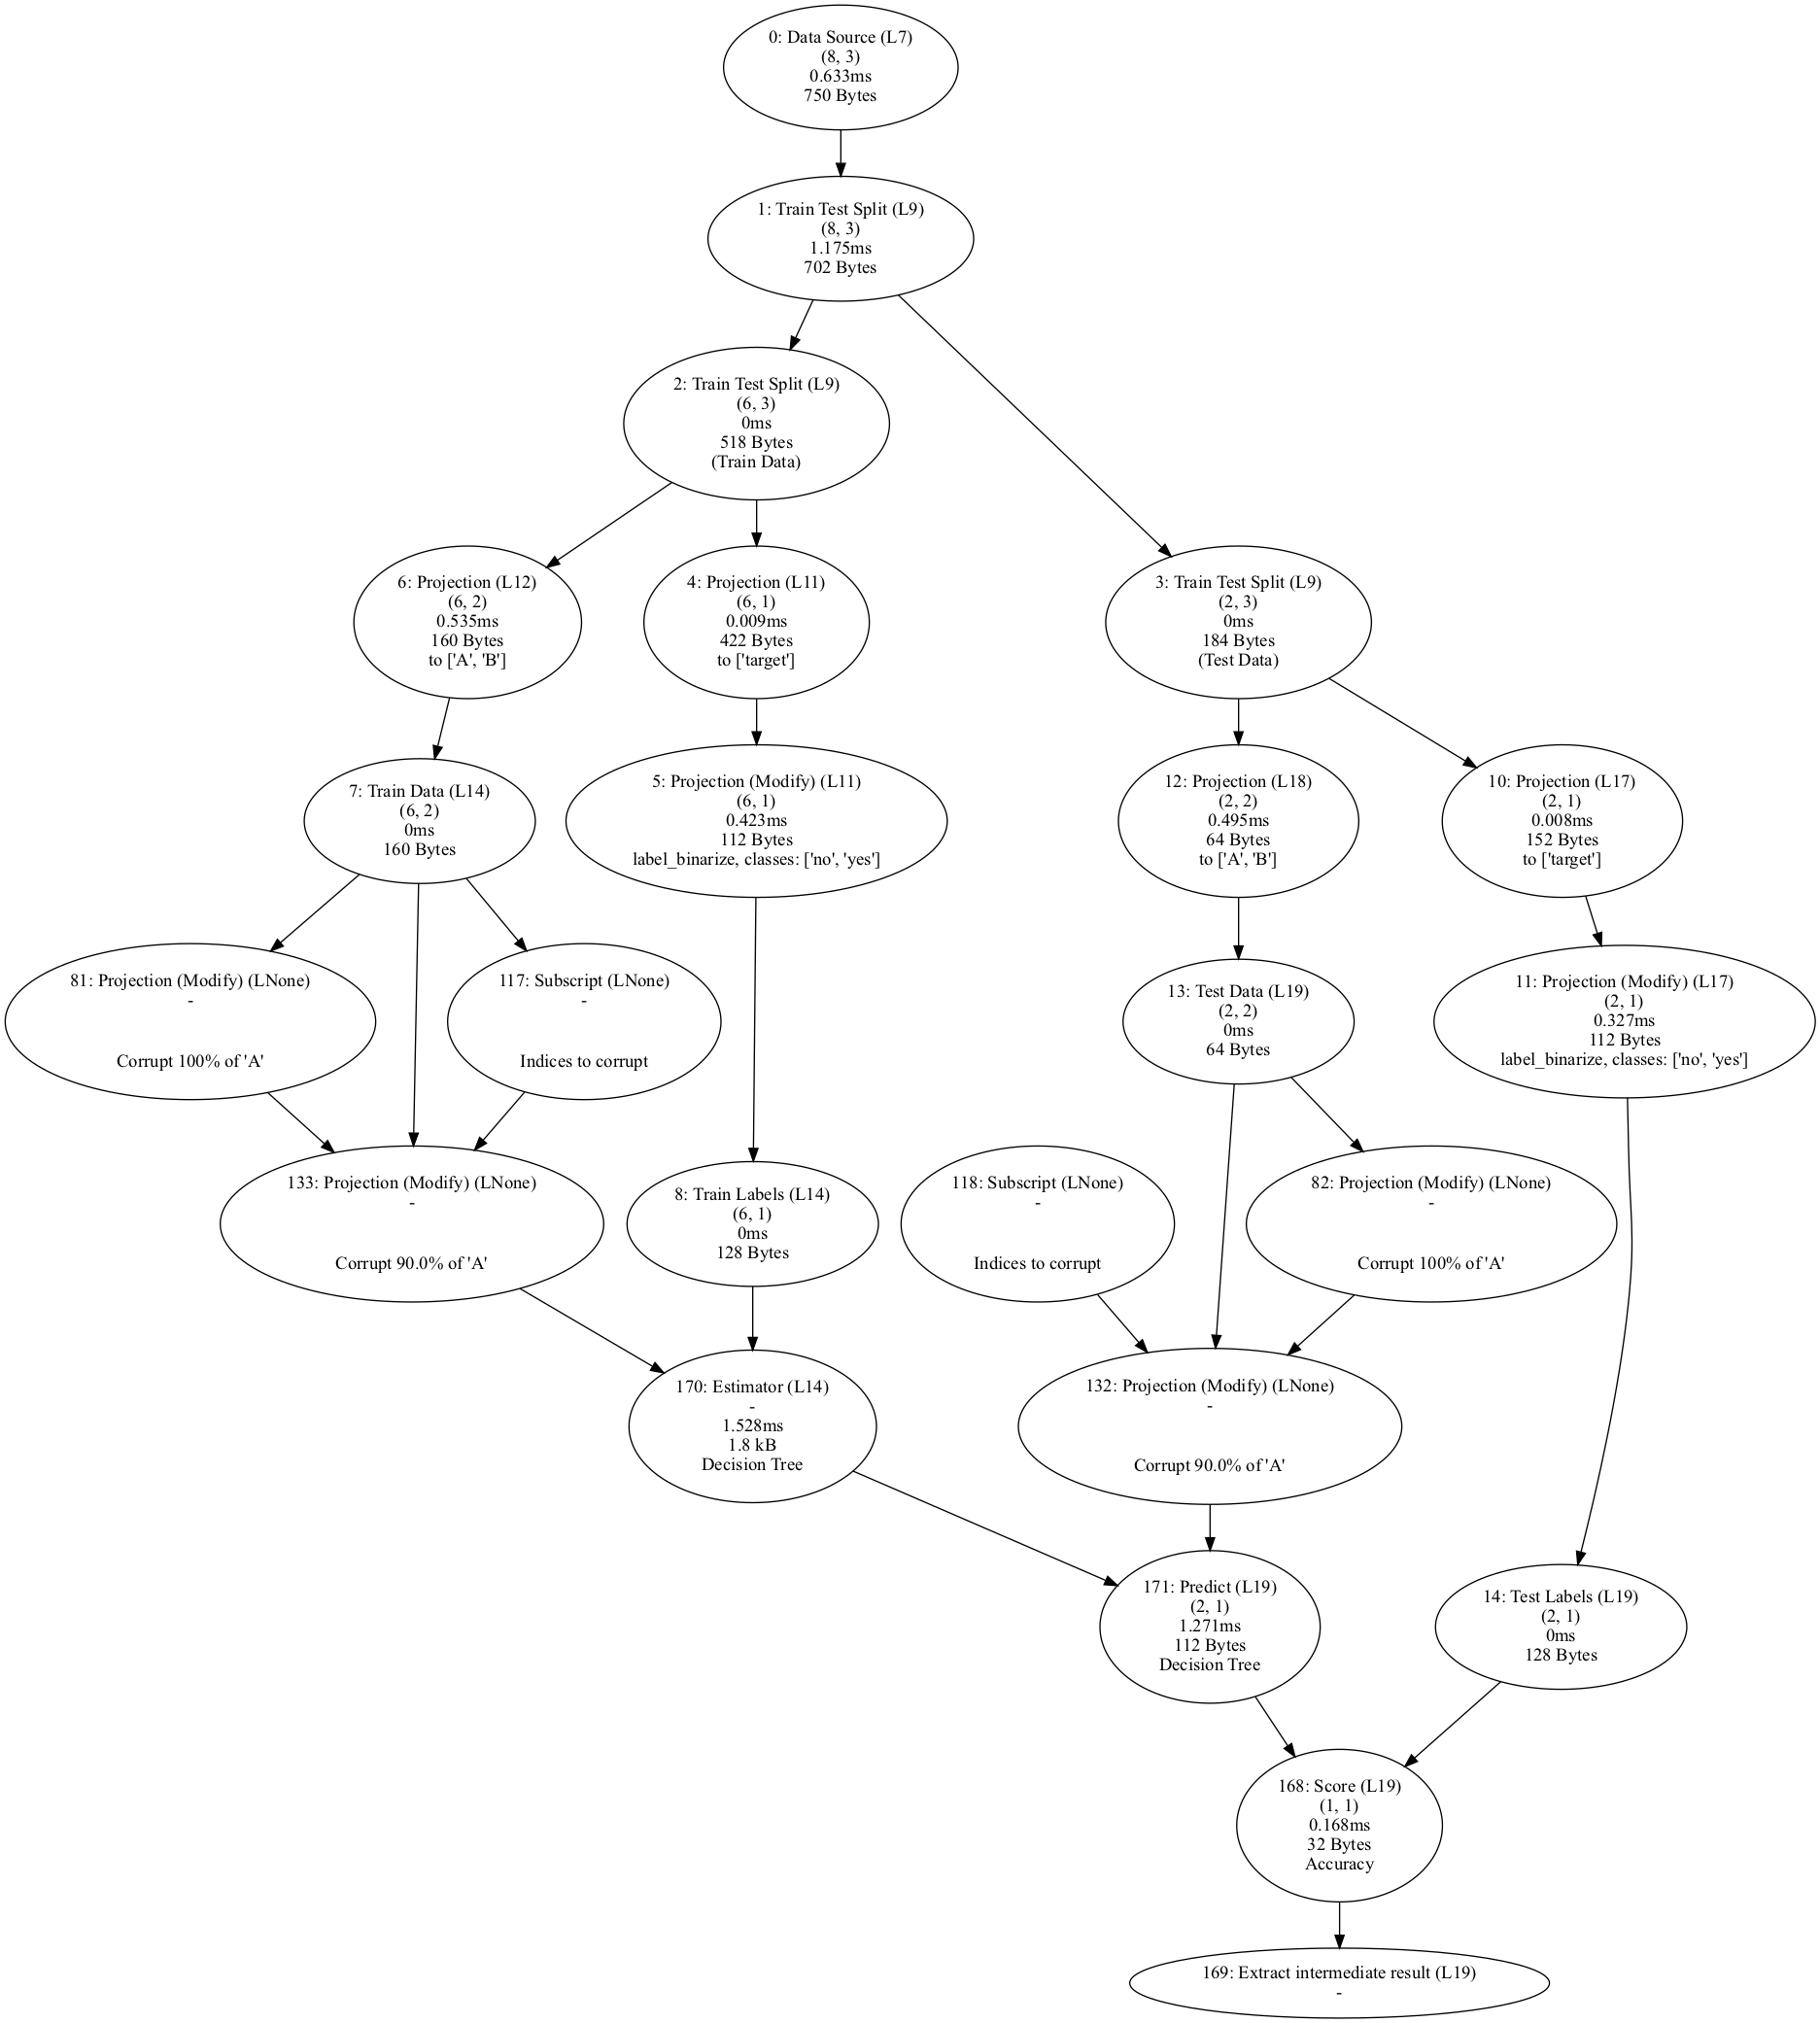 0: Data Source (L7)
(8, 3)
0.633ms
750 Bytes
1: Train Test Split (L9)
(8, 3)
1.175ms
702 Bytes
2: Train Test Split (L9)
(6, 3)
0ms
518 Bytes
(Train Data)
6: Projection (L12)
(6, 2)
0.535ms
160 Bytes
to ['A', 'B']
4: Projection (L11)
(6, 1)
0.009ms
422 Bytes
to ['target']
3: Train Test Split (L9)
(2, 3)
0ms
184 Bytes
(Test Data)
7: Train Data (L14)
(6, 2)
0ms
160 Bytes
5: Projection (Modify) (L11)
(6, 1)
0.423ms
112 Bytes
label_binarize, classes: ['no', 'yes']
12: Projection (L18)
(2, 2)
0.495ms
64 Bytes
to ['A', 'B']
10: Projection (L17)
(2, 1)
0.008ms
152 Bytes
to ['target']
81: Projection (Modify) (LNone)
-
Corrupt 100% of 'A'
117: Subscript (LNone)
-
Indices to corrupt
13: Test Data (L19)
(2, 2)
0ms
64 Bytes
11: Projection (Modify) (L17)
(2, 1)
0.327ms
112 Bytes
label_binarize, classes: ['no', 'yes']
133: Projection (Modify) (LNone)
-
Corrupt 90.0% of 'A'
8: Train Labels (L14)
(6, 1)
0ms
128 Bytes
118: Subscript (LNone)
-
Indices to corrupt
82: Projection (Modify) (LNone)
-
Corrupt 100% of 'A'
170: Estimator (L14)
-
1.528ms
1.8 kB
Decision Tree
132: Projection (Modify) (LNone)
-
Corrupt 90.0% of 'A'
171: Predict (L19)
(2, 1)
1.271ms
112 Bytes
Decision Tree
14: Test Labels (L19)
(2, 1)
0ms
128 Bytes
168: Score (L19)
(1, 1)
0.168ms
32 Bytes
Accuracy
169: Extract intermediate result (L19)
-